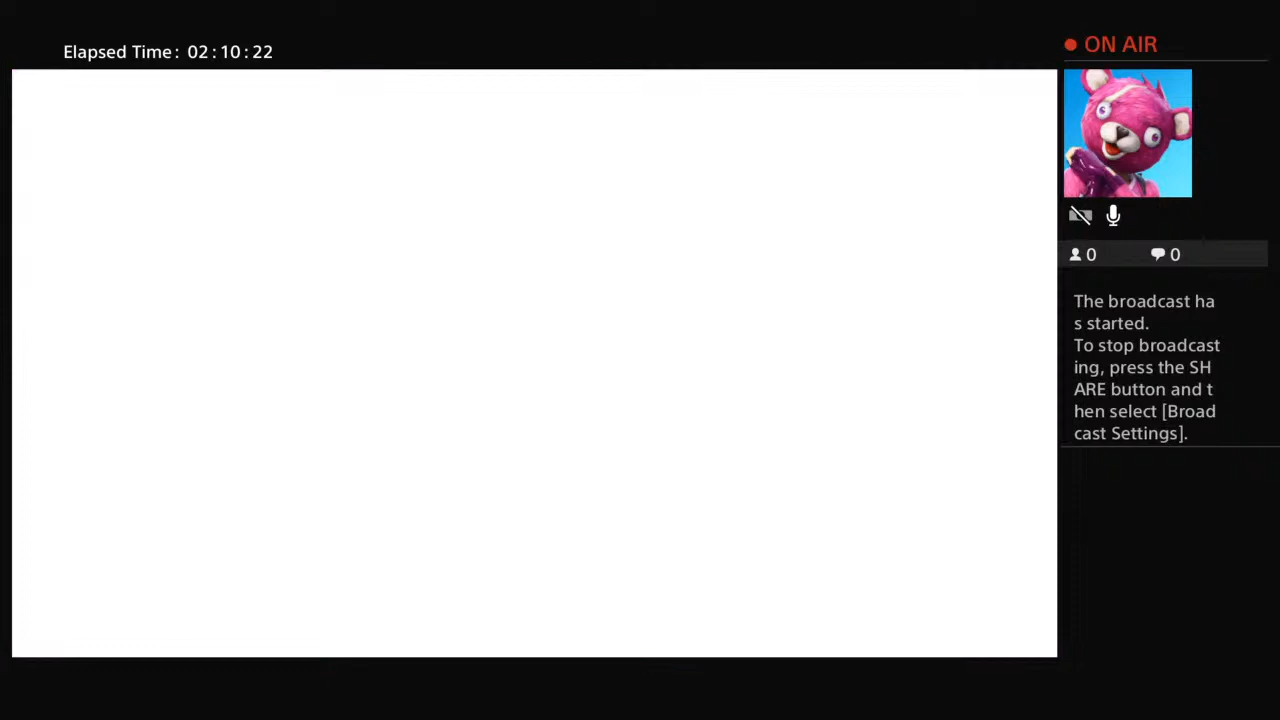 Elapsed Time: 02:10:22
ON AIR
0 0
The broadcast ha
s started.
To stop broadcast
ing, press the SH
ARE button and t
hen select [Broad
cast Settings].